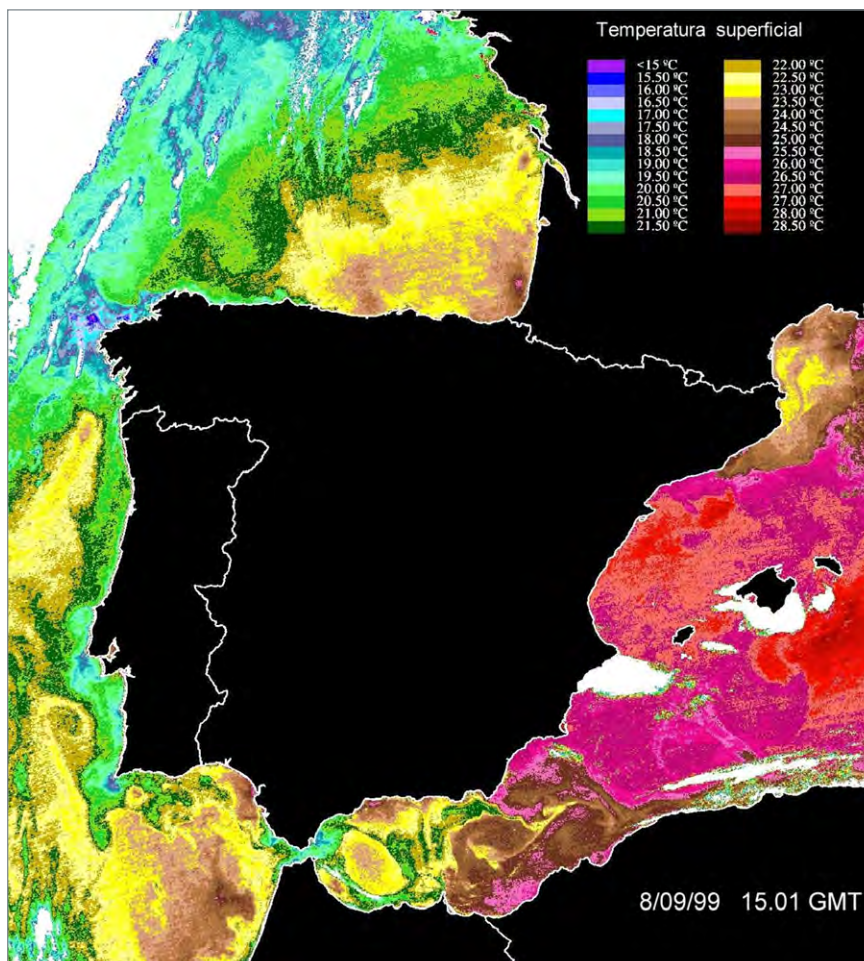 Temperatura superficial
<15 ºC 22.00 ºC
15.50 ºC 22.50 ºC
16.00 ºC 23.00 ºC
16.50 ºC 23.50 ºC
17.00 ºC 24.00 ºC
17.50 ºC 24.50 ºC
18.00 ºC 25.00 ºC
18.50 ºC 25.50 ºC
19.00 ºC 26.00 ºC
19.50 ºC 26.50 ºC
20.00 ºC 27.00 ºC
20.50 ºC 27.00 ºC
21.00 ºC 28.00 ºC
21.50 ºC 28.50 ºC
8/09/99 15.01 GMT